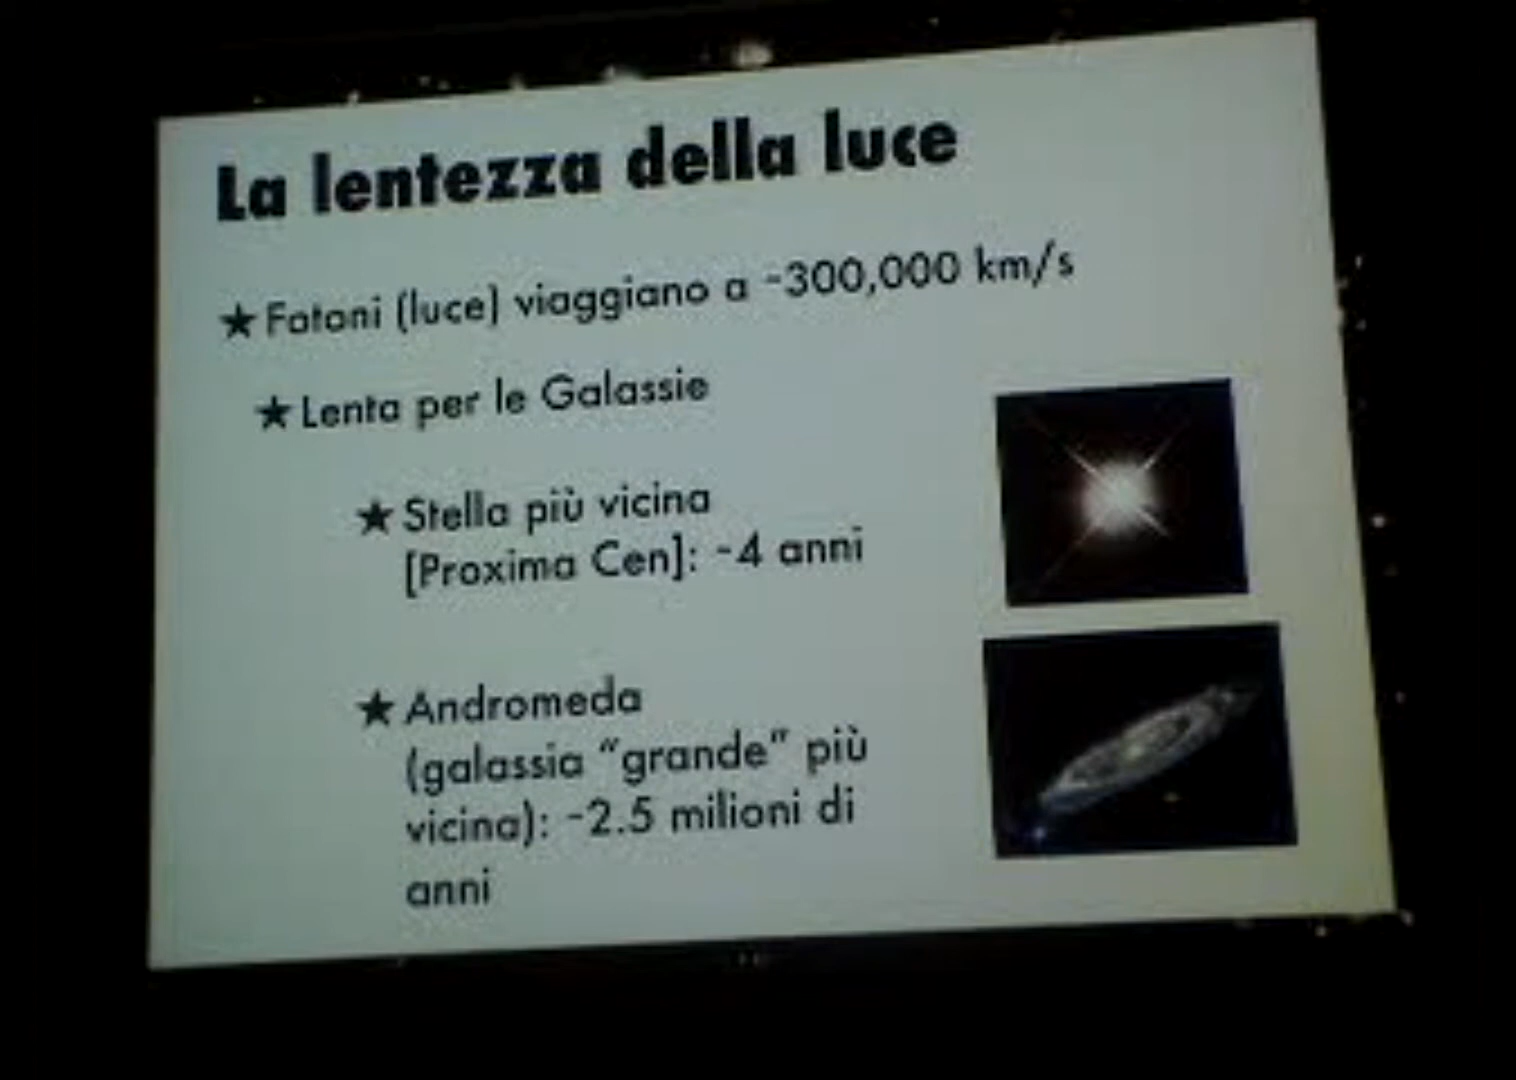 La lentezza della luce
★ Fotoni (luce) viaggiano a ~300,000 km/s
★ Lenta per le Galassie
★ Stella più vicina
[Proxima Cen]: ~4 anni
★ Andromeda
(galassia “grande” più
vicina): ~2.5 milioni di
anni